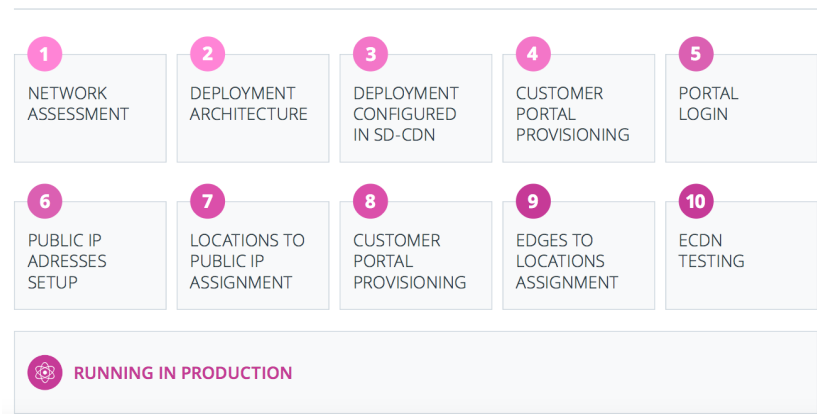 1
NETWORK
ASSESSMENT
2
DEPLOYMENT
ARCHITECTURE
3
DEPLOYMENT
CONFIGURED
IN SD-CDN
4
CUSTOMER
PORTAL
PROVISIONING
5
PORTAL
LOGIN
6
PUBLIC IP
ADRESSES
SETUP
7
LOCATIONS TO
PUBLIC IP
ASSIGNMENT
8
CUSTOMER
PORTAL
PROVISIONING
9
EDGES TO
LOCATIONS
ASSIGNMENT
10
ECDN
TESTING
RUNNING IN PRODUCTION